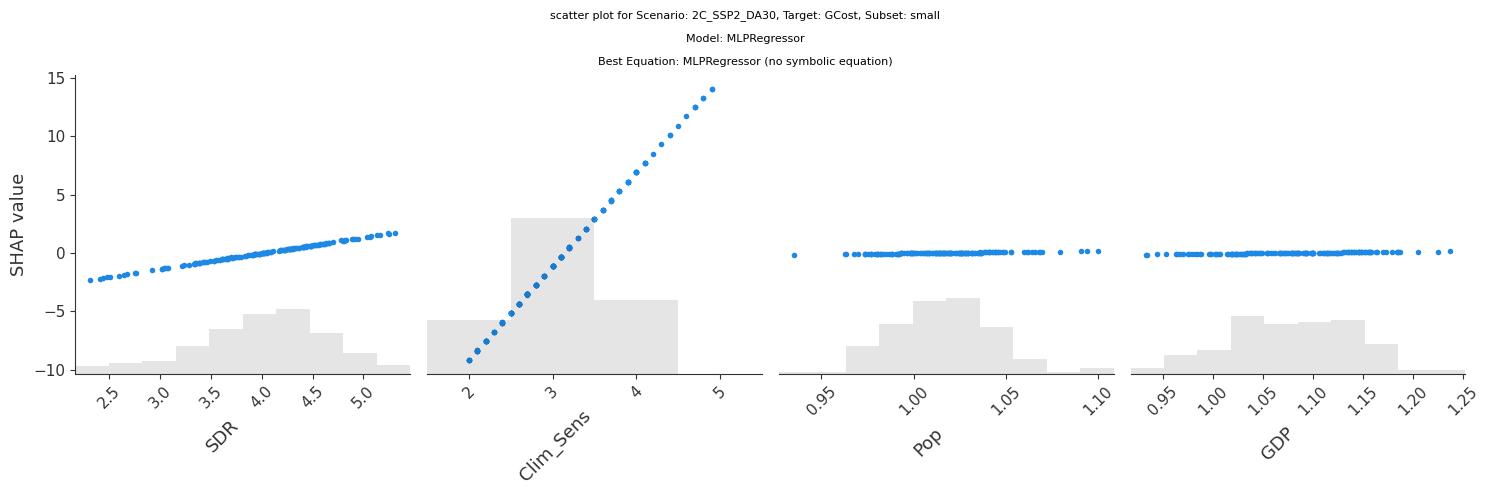 scatter plot for Scenario: 2C_SSP2_DA30, Target: GCost, Subset: small
Model: MLPRegressor
Best Equation: MLPRegressor (no symbolic equation)
SHAP value
15
10
5
0
−5
−10
2.5 3.0 3.5 4.0 4.5 5.0
SDR
2 3 4 5
Clim_Sens
0.95 1.00 1.05 1.10
Pop
0.95 1.00 1.05 1.10 1.15 1.20 1.25
GDP